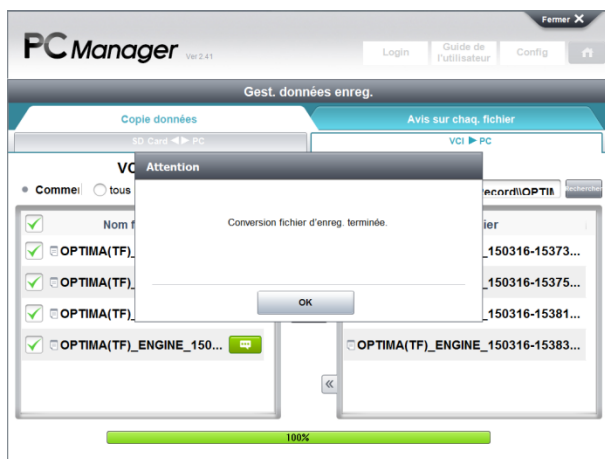 Fermer X
PC Manager Ver 2.41
Login
Guide de
l'utilisateur
Config
Gest. données enreg.
Copie données
Avis sur chaq. fichier
SD Card ◀▶ PC
VCI ▶ PC
VC
Attention
Commei
tous
record\\OPTIM
Rechercher
Nom f
ier
Conversion fichier d'enreg. terminée.
OK
OPTIMA(TF)_
_150316-15373...
OPTIMA(TF)_
_150316-15375...
OPTIMA(TF)_
_150316-15381...
OPTIMA(TF)_ENGINE_150...
OPTIMA(TF)_ENGINE_150316-15383...
100%